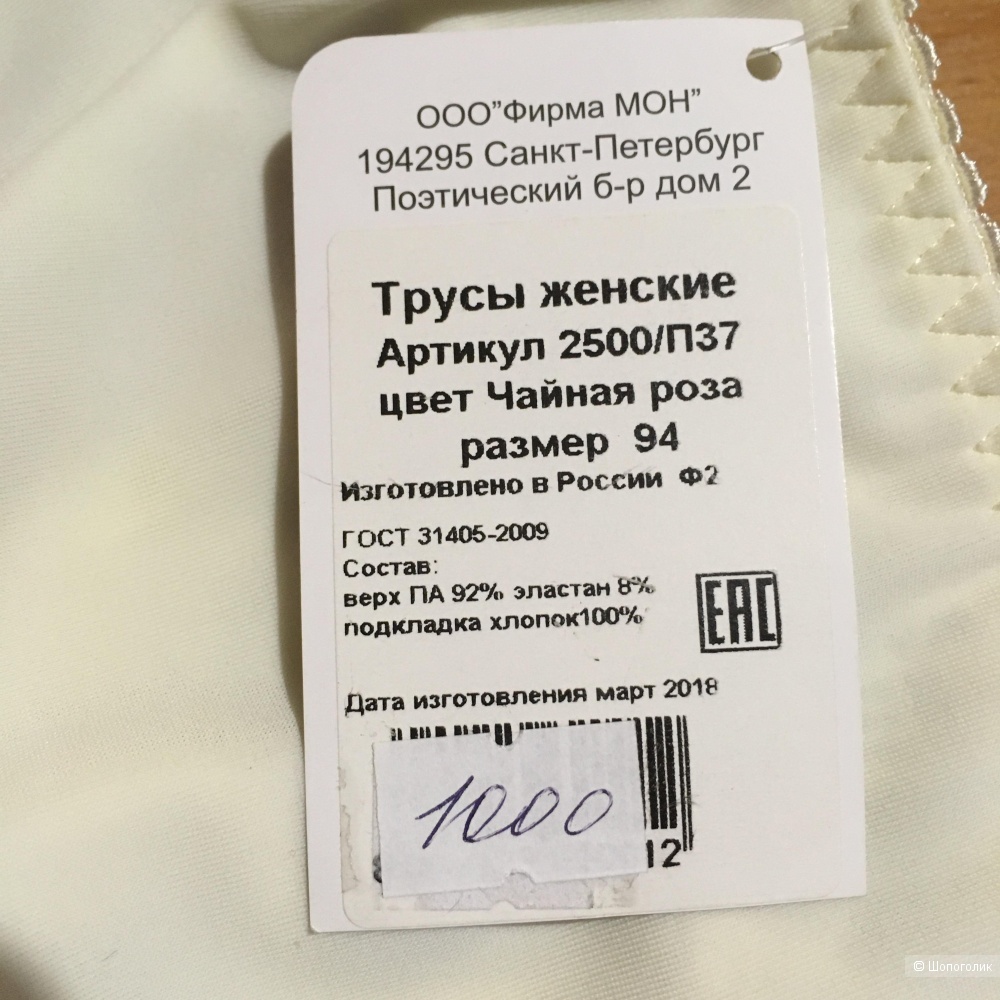 ООО”Фирма МОН”
194295 Санкт-Петербург
Поэтический б-р дом 2
Трусы женские
Артикул 2500/П37
цвет Чайная роза
размер 94
Изготовлено в России Ф2
ГОСТ 31405-2009
Состав:
верх ПА 92% эластан 8%
подкладка хлопок100%
EAC
Дата изготовления март 2018
1000
12
© Шопоголик